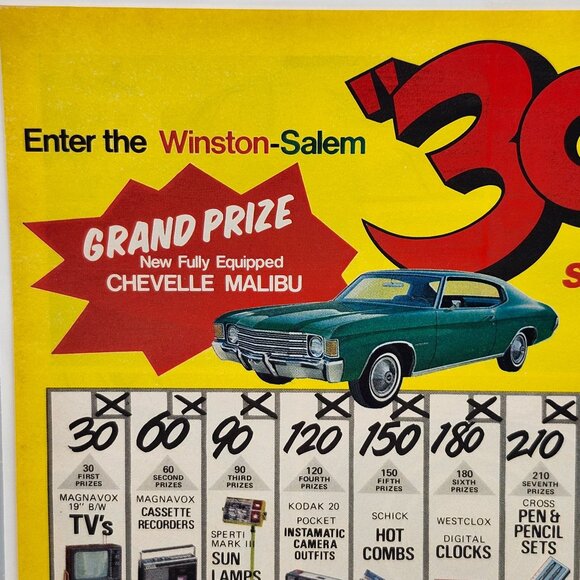 "30
Enter the Winston-Salem
GRAND PRIZE
New Fully Equipped
CHEVELLE MALIBU
30 60 90 120 150 180 210
30
FIRST
PRIZES
MAGNAVOX
19" B/W
TV's
60
SECOND
PRIZES
MAGNAVOX
CASSETTE
RECORDERS
90
THIRD
PRIZES
SPERTI
MARK III
SUN
LAMPS
120
FOURTH
PRIZES
KODAK 20
POCKET
INSTAMATIC
CAMERA
OUTFITS
150
FIFTH
PRIZES
SCHICK
HOT
COMBS
180
SIXTH
PRIZES
WESTCLOX
DIGITAL
CLOCKS
210
SEVENTH
PRIZES
CROSS
PEN &
PENCIL
SETS